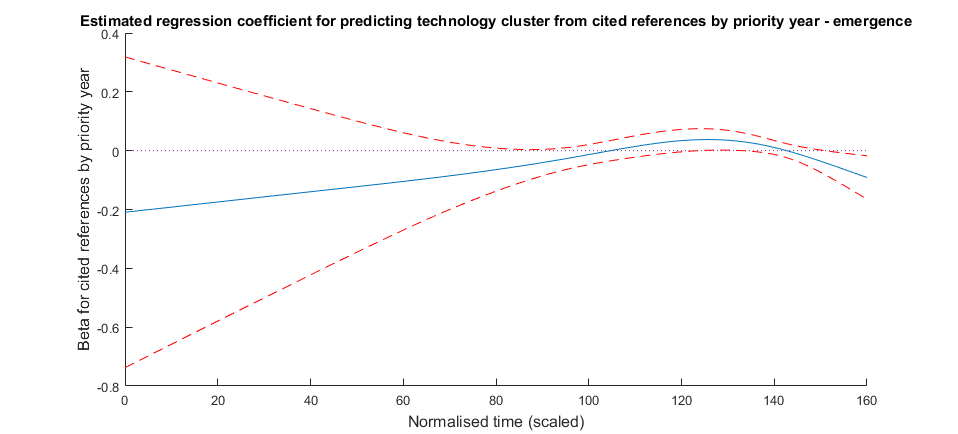 Estimated regression coefficient for predicting technology cluster from cited references by priority year - emergence
Beta for cited references by priority year
0.4
0.2
0
-0.2
-0.4
-0.6
-0.8
0 20 40 60 80 100 120 140 160
Normalised time (scaled)